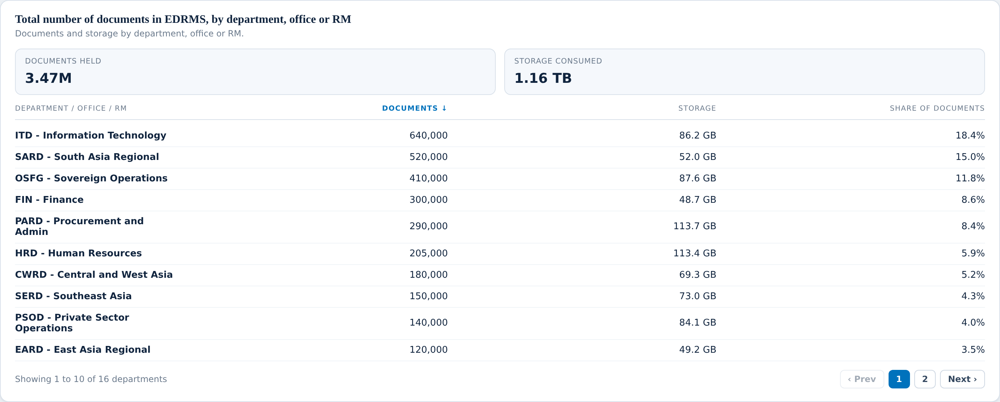 Total number of documents in EDRMS, by department, office or RM
Documents and storage by department, office or RM.
DOCUMENTS HELD
3.47M
STORAGE CONSUMED
1.16 TB
DEPARTMENT / OFFICE / RM DOCUMENTS ↓ STORAGE SHARE OF DOCUMENTS
ITD - Information Technology 640,000 86.2 GB 18.4%
SARD - South Asia Regional 520,000 52.0 GB 15.0%
OSFG - Sovereign Operations 410,000 87.6 GB 11.8%
FIN - Finance 300,000 48.7 GB 8.6%
PARD - Procurement and
Admin 290,000 113.7 GB 8.4%
HRD - Human Resources 205,000 113.4 GB 5.9%
CWRD - Central and West Asia 180,000 69.3 GB 5.2%
SERD - Southeast Asia 150,000 73.0 GB 4.3%
PSOD - Private Sector
Operations 140,000 84.1 GB 4.0%
EARD - East Asia Regional 120,000 49.2 GB 3.5%
Showing 1 to 10 of 16 departments ‹ Prev 1 2 Next ›